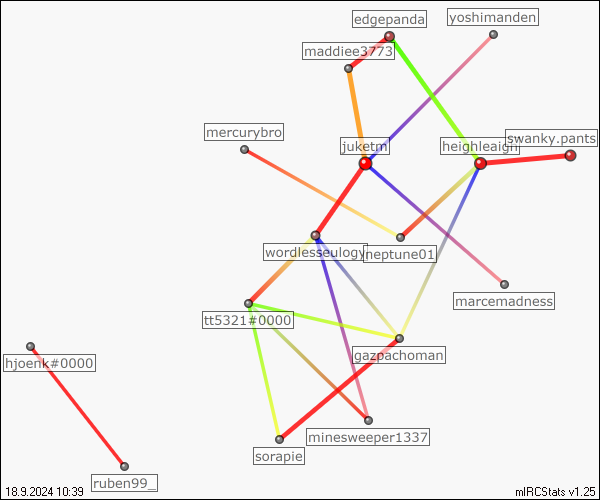 edgepanda
yoshimanden
maddiee3773
mercurybro
juketm
heighleaigh
swanky.pants
wordlesseulogy
neptune01
marcemadness
tt5321#0000
gazpachoman
hjoenk#0000
minesweeper1337
sorapie
ruben99_
18.9.2024 10:39
mIRCStats v1.25